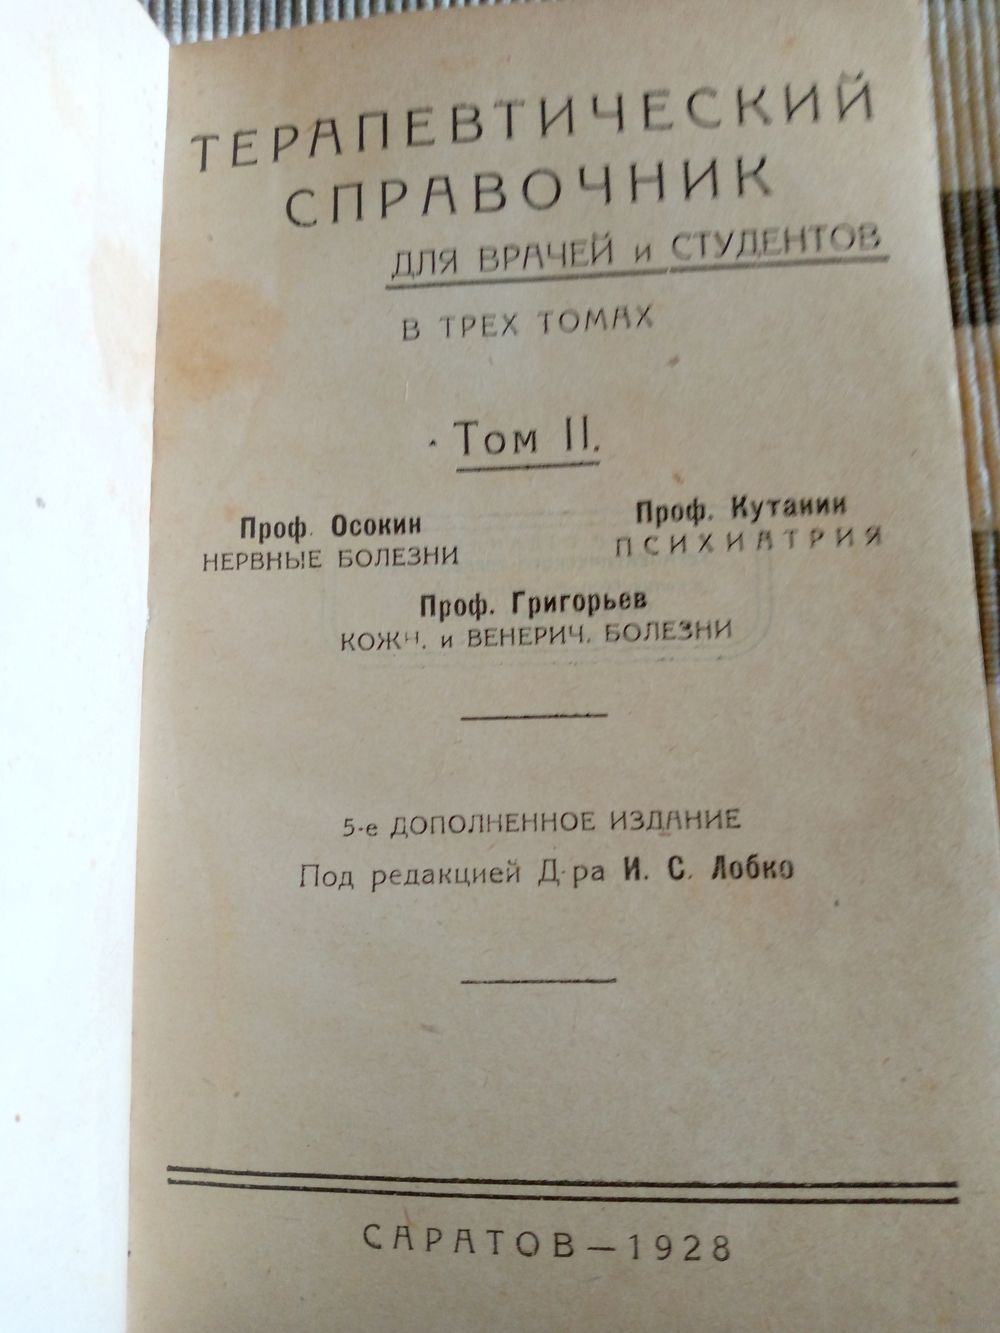 ТЕРАПЕВТИЧЕСКИЙ
СПРАВОЧНИК
ДЛЯ ВРАЧЕЙ и СТУДЕНТОВ
В ТРЕХ ТОМАХ
Том II.
Проф. Осокин
НЕРВНЫЕ БОЛЕЗНИ
Проф. Кутанин
ПСИХИАТРИЯ
Проф. Григорьев
КОЖН. и ВЕНЕРИЧ. БОЛЕЗНИ
5-е ДОПОЛНЕННОЕ ИЗДАНИЕ
Под редакцией Д-ра И. С. Лобко
САРАТОВ — 1928